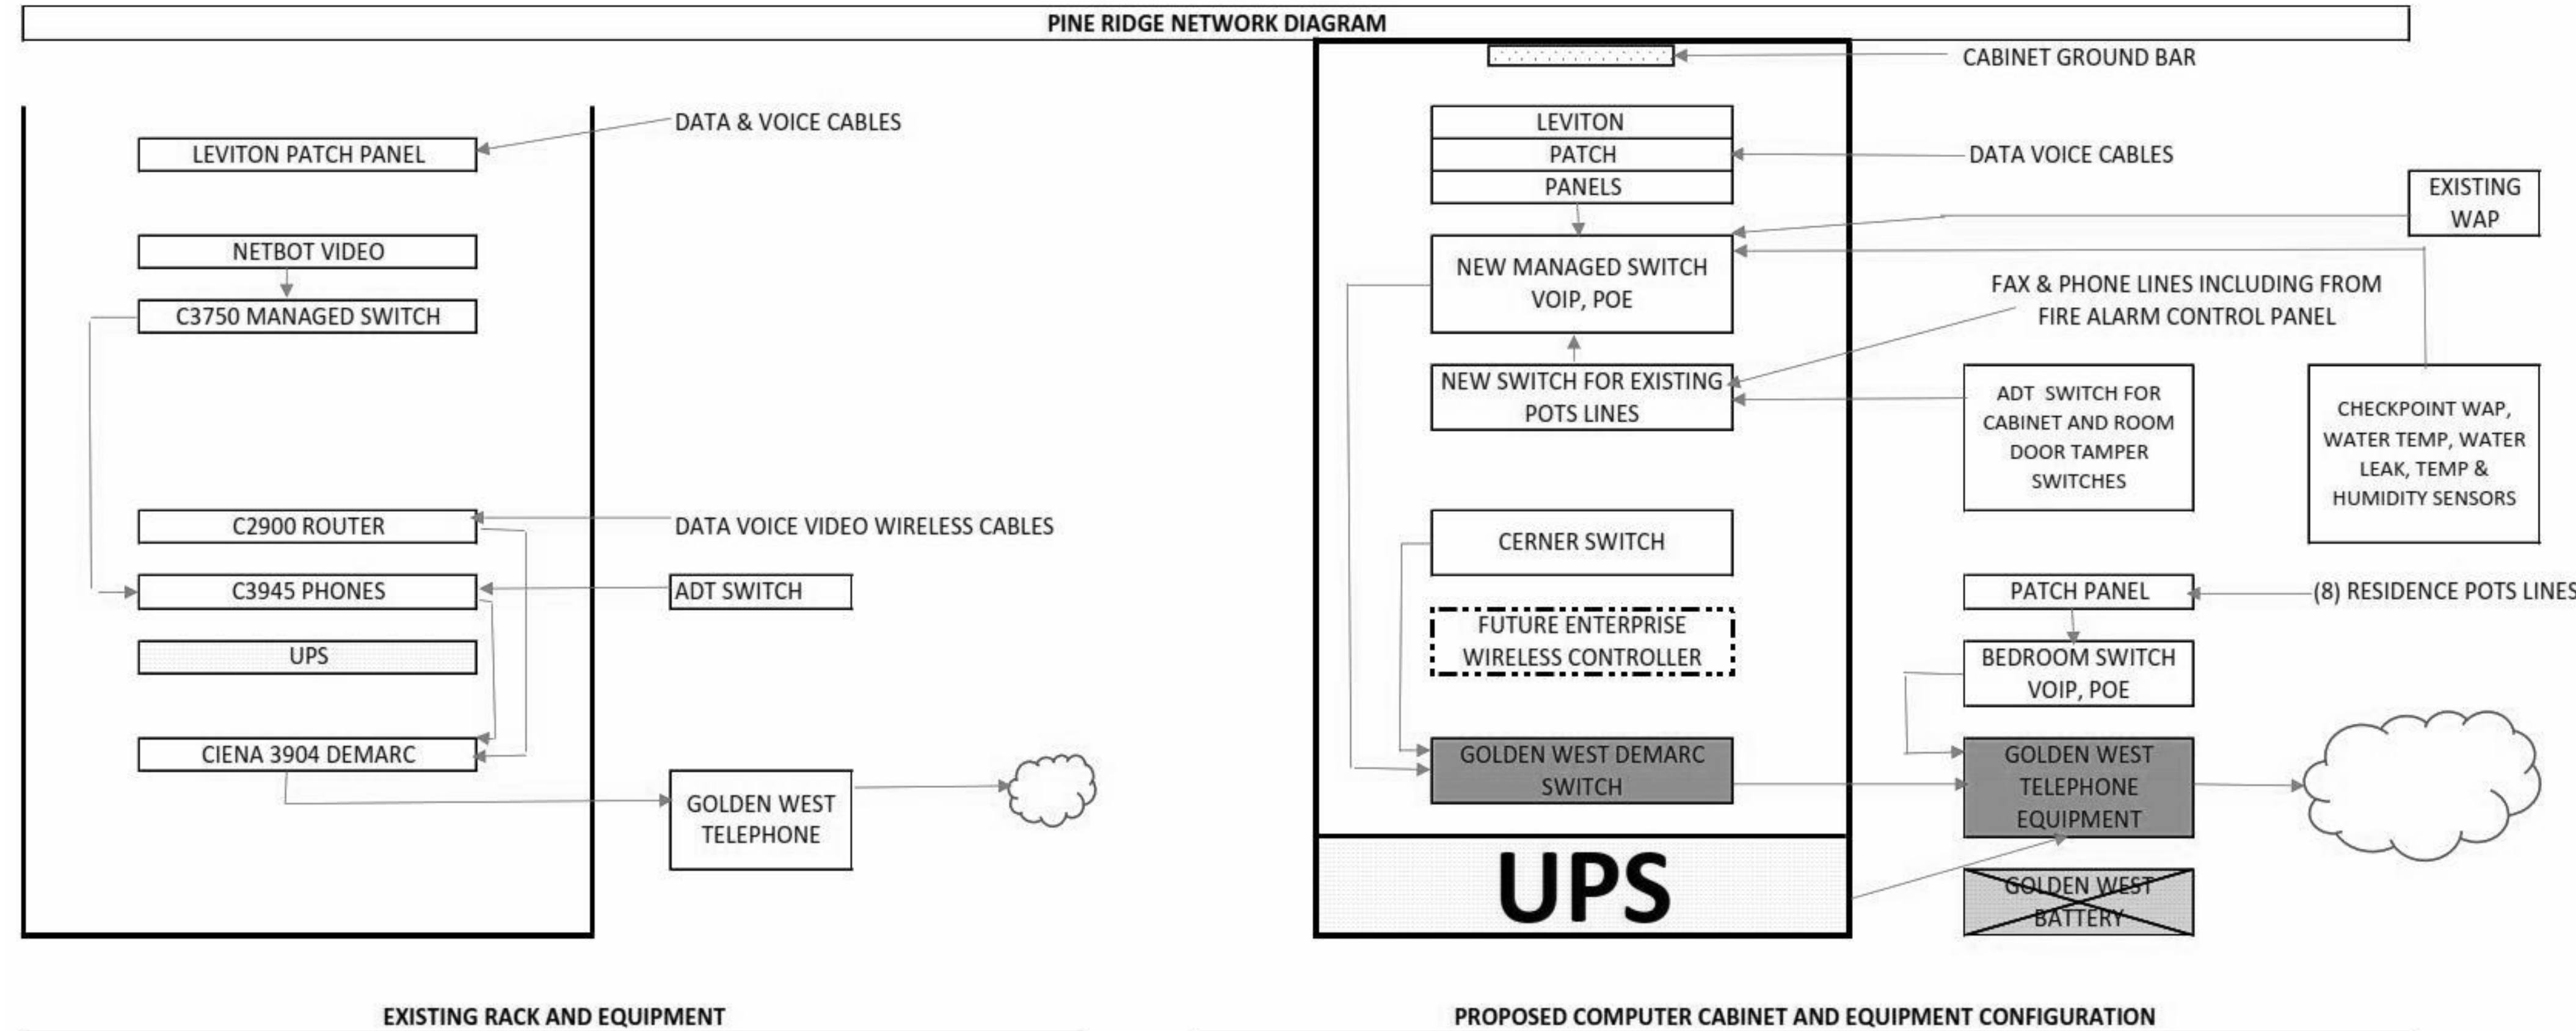 PINE RIDGE NETWORK DIAGRAM
DATA & VOICE CABLES
LEVITON PATCH PANEL
NETBOT VIDEO
C3750 MANAGED SWITCH
C2900 ROUTER
DATA VOICE VIDEO WIRELESS CABLES
C3945 PHONES
ADT SWITCH
UPS
CIENA 3904 DEMARC
GOLDEN WEST
TELEPHONE
EXISTING RACK AND EQUIPMENT
CABINET GROUND BAR
LEVITON
PATCH
PANELS
DATA VOICE CABLES
EXISTING
WAP
NEW MANAGED SWITCH
VOIP, POE
FAX & PHONE LINES INCLUDING FROM
FIRE ALARM CONTROL PANEL
NEW SWITCH FOR EXISTING
POTS LINES
ADT SWITCH FOR
CABINET AND ROOM
DOOR TAMPER
SWITCHES
CHECKPOINT WAP,
WATER TEMP, WATER
LEAK, TEMP &
HUMIDITY SENSORS
CERNER SWITCH
FUTURE ENTERPRISE
WIRELESS CONTROLLER
PATCH PANEL
(8) RESIDENCE POTS LINES
BEDROOM SWITCH
VOIP, POE
GOLDEN WEST DEMARC
SWITCH
GOLDEN WEST
TELEPHONE
EQUIPMENT
UPS
GOLDEN WEST
BATTERY
PROPOSED COMPUTER CABINET AND EQUIPMENT CONFIGURATION